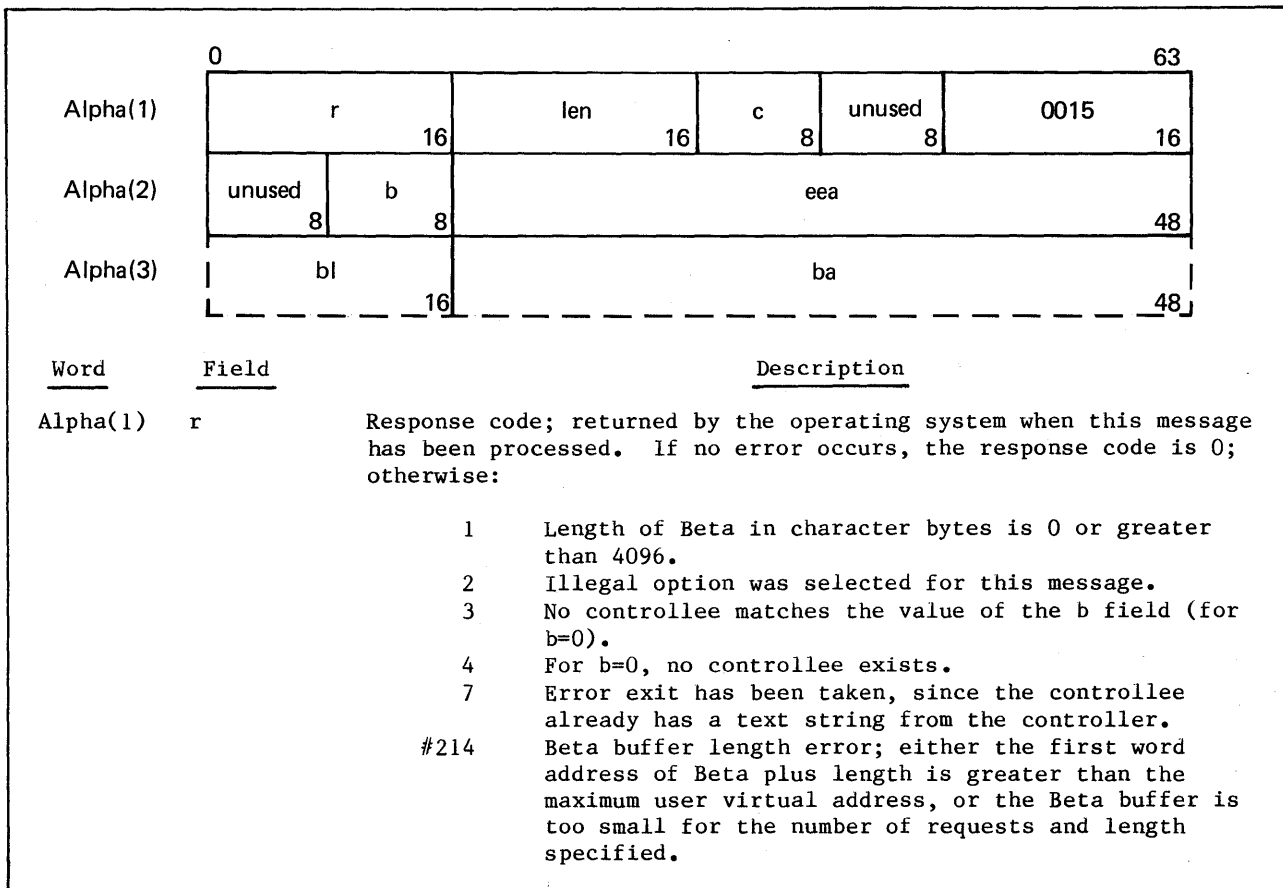 0 63
Alpha(1) r 16 len 16 c 8 unused 8 0015 16
Alpha(2) unused 8 b 8 eea 48
Alpha(3) bl 16 ba 48
Word Field Description
Alpha(1) r Response code; returned by the operating system when this message
has been processed. If no error occurs, the response code is 0;
otherwise:
1 Length of Beta in character bytes is 0 or greater
than 4096.
2 Illegal option was selected for this message.
3 No controllee matches the value of the b field (for
b=0).
4 For b=0, no controllee exists.
7 Error exit has been taken, since the controllee
already has a text string from the controller.
#214 Beta buffer length error; either the first word
address of Beta plus length is greater than the
maximum user virtual address, or the Beta buffer is
too small for the number of requests and length
specified.